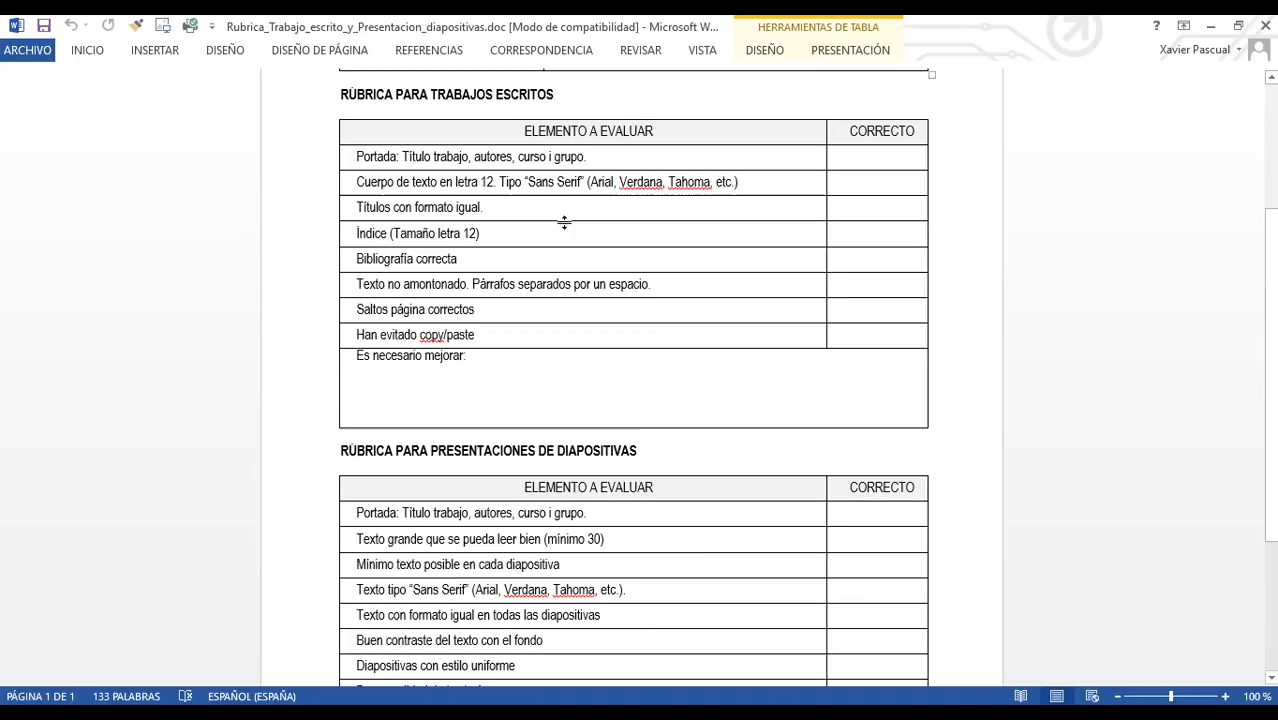 Rubrica_Trabajo_escrito_y_Presentacion_diapositivas.doc [Modo de compatibilidad] - Microsoft W...
HERRAMIENTAS DE TABLA
ARCHIVO INICIO INSERTAR DISEÑO DISEÑO DE PÁGINA REFERENCIAS CORRESPONDENCIA REVISAR VISTA DISEÑO PRESENTACIÓN Xavier Pascual
RÚBRICA PARA TRABAJOS ESCRITOS
ELEMENTO A EVALUAR CORRECTO
Portada: Título trabajo, autores, curso i grupo.
Cuerpo de texto en letra 12. Tipo “Sans Serif” (Arial, Verdana, Tahoma, etc.)
Títulos con formato igual.
Índice (Tamaño letra 12)
Bibliografía correcta
Texto no amontonado. Párrafos separados por un espacio.
Saltos página correctos
Han evitado copy/paste
Es necesario mejorar:
RÚBRICA PARA PRESENTACIONES DE DIAPOSITIVAS
ELEMENTO A EVALUAR CORRECTO
Portada: Título trabajo, autores, curso i grupo.
Texto grande que se pueda leer bien (mínimo 30)
Mínimo texto posible en cada diapositiva
Texto tipo “Sans Serif” (Arial, Verdana, Tahoma, etc.).
Texto con formato igual en todas las diapositivas
Buen contraste del texto con el fondo
Diapositivas con estilo uniforme
PÁGINA 1 DE 1 133 PALABRAS ESPAÑOL (ESPAÑA) 100 %